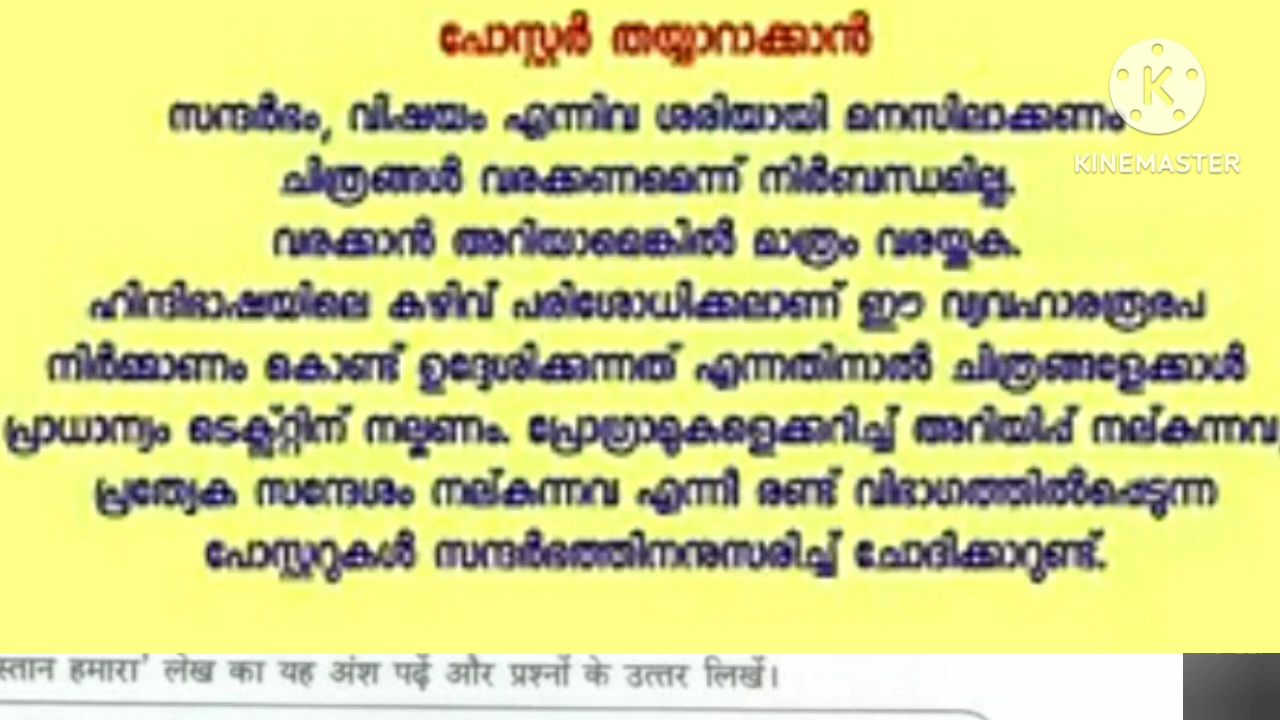 പോസ്റ്റർ തയ്യാറാക്കാൻ
സന്ദർഭം, വിഷയം എന്നിവ ശരിയായി മനസിലാക്കണം
ചിത്രങ്ങൾ വരക്കണമെന്ന് നിർബന്ധമില്ല.
വരക്കാൻ അറിയാമെങ്കിൽ മാത്രം വരയ്ക്കുക.
ഹിന്ദിഭാഷയിലെ കഴിവ് പരിശോധിക്കലാണ് ഈ വ്യവഹാരത്രൂപ
നിർമ്മാണം കൊണ്ട് ഉദ്ദേശിക്കുന്നത് എന്നതിനാൽ ചിത്രങ്ങളേക്കാൾ
പ്രാധാന്യം ടെക്സ്റ്റിന് നല്കണം. പ്രോഗ്രാമുകളെക്കുറിച്ച് അറിയിപ്പ് നല്കുന്നവ,
പ്രത്യേക സന്ദേശം നല്കുന്നവ എന്നീ രണ്ട് വിഭാഗത്തിൽപ്പെടുന്ന
പോസ്റ്ററുകൾ സന്ദർഭത്തിനനുസരിച്ച് ചോദിക്കാറുണ്ട്.
K
KINEMASTER
स्तान हमारा' लेख का यह अंश पढ़ें और प्रश्नों के उत्तर लिखें।